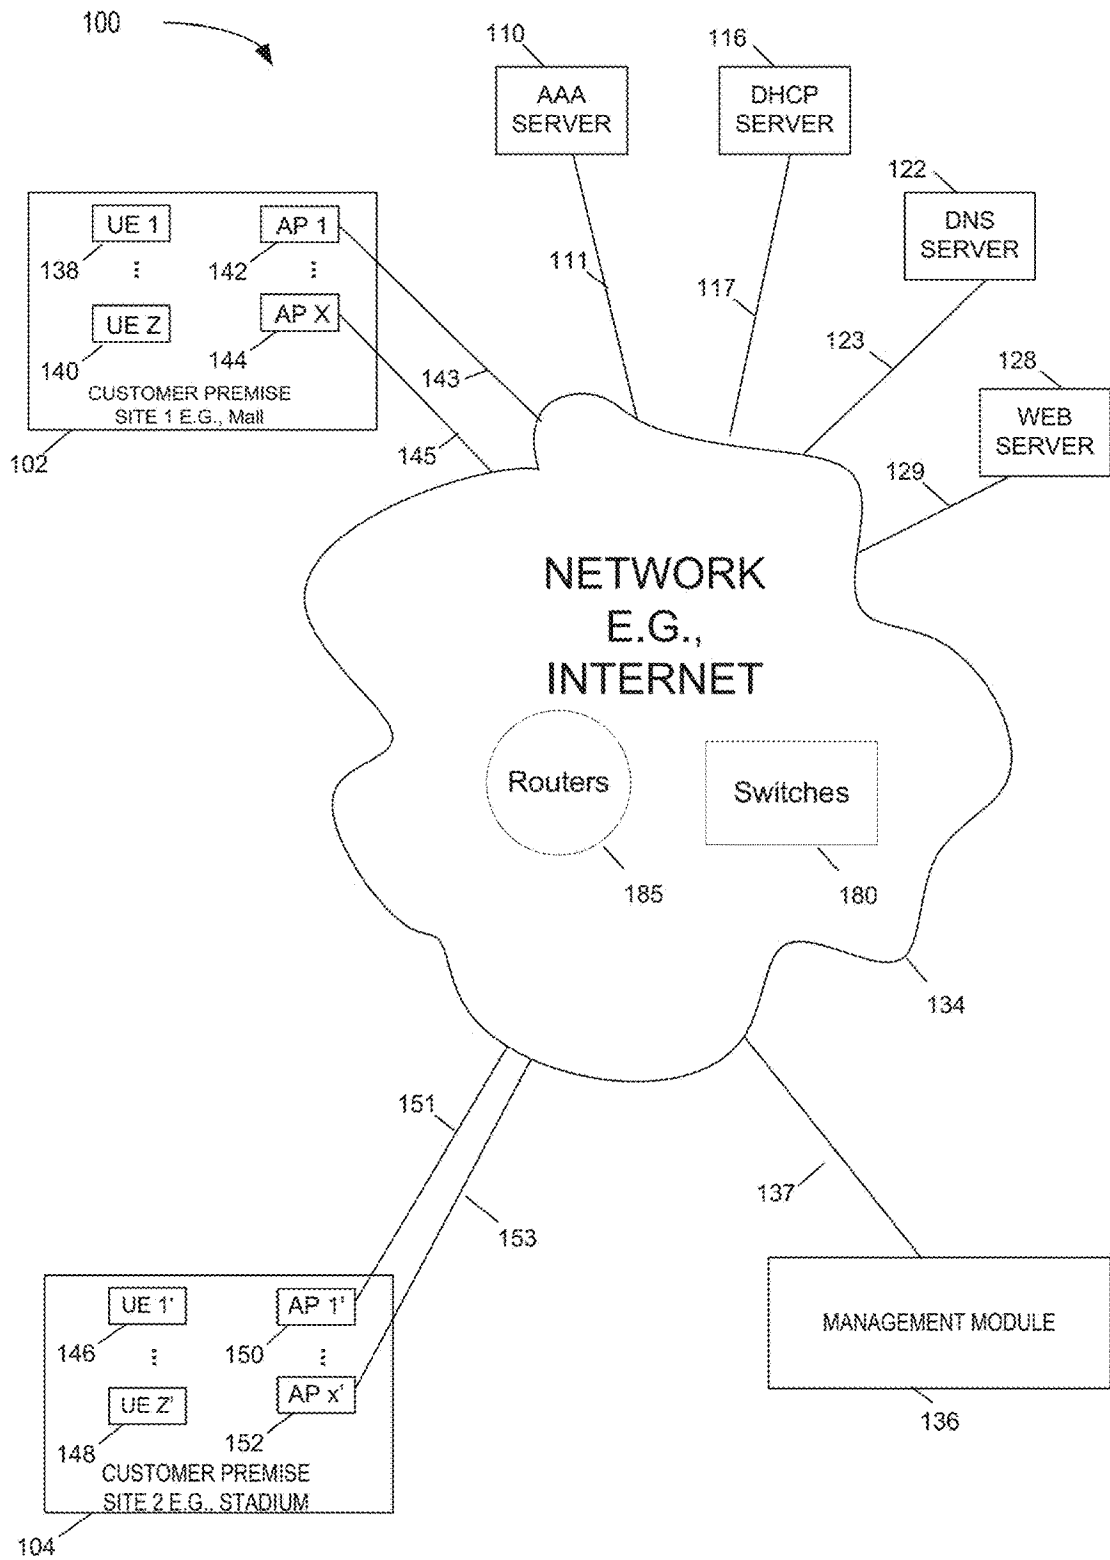 100
110
AAA
SERVER
116
DHCP
SERVER
122
DNS
SERVER
128
WEB
SERVER
111
117
123
129
UE 1
138
⋮
UE Z
140
AP 1
142
⋮
AP X
144
CUSTOMER PREMISE
SITE 1 E.G., Mall
102
143
145
NETWORK
E.G.,
INTERNET
Routers
185
Switches
180
134
151
153
137
UE 1'
146
⋮
UE Z'
148
AP 1'
150
⋮
AP x'
152
CUSTOMER PREMISE
SITE 2 E.G., STADIUM
104
MANAGEMENT MODULE
136